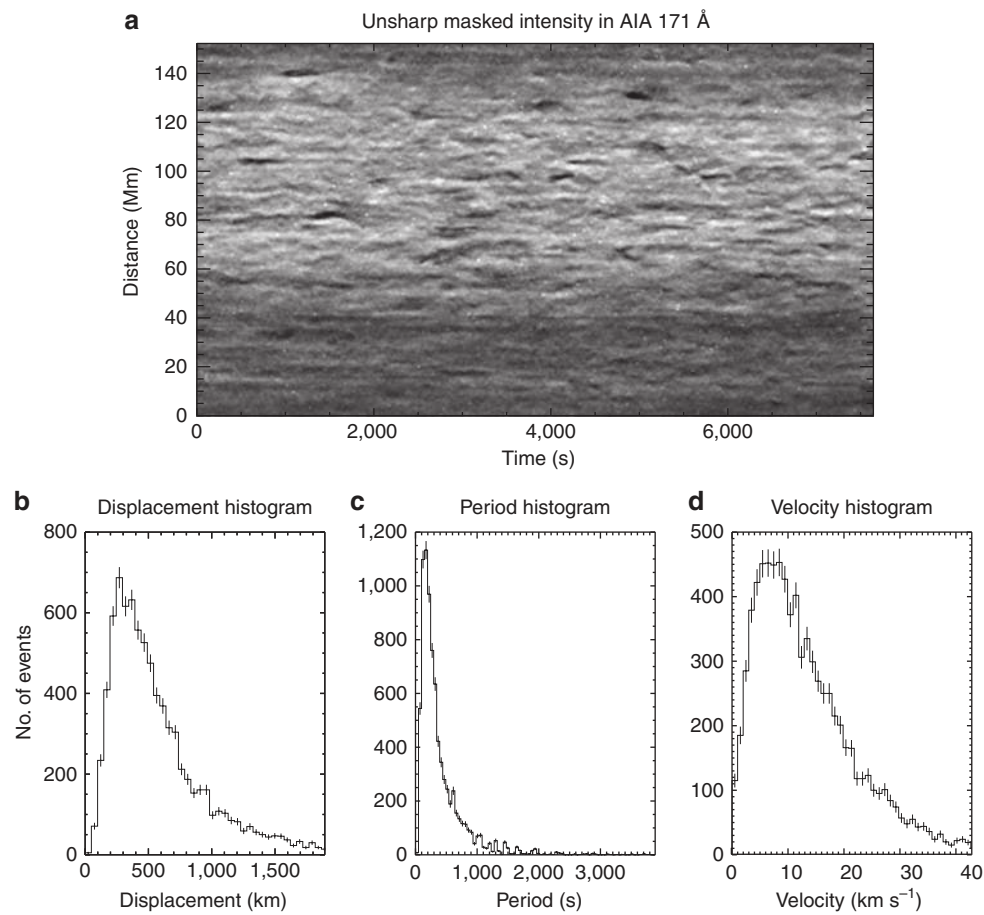 a Unsharp masked intensity in AIA 171 Å
140
120
100
80
60
40
20
0
Distance (Mm)
0 2,000 4,000 6,000
Time (s)
b Displacement histogram
800
600
400
200
0
No. of events
0 500 1,000 1,500
Displacement (km)
c Period histogram
1,200
1,000
800
600
400
200
0
0 1,000 2,000 3,000
Period (s)
d Velocity histogram
500
400
300
200
100
0
0 10 20 30 40
Velocity (km s⁻¹)